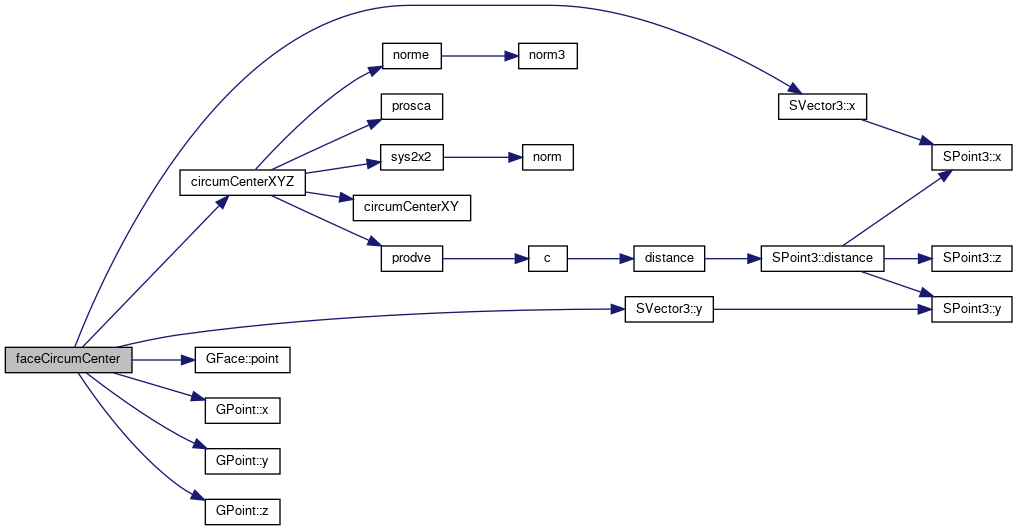 norme
norm3
SVector3::x
prosca
sys2x2
norm
SPoint3::x
circumCenterXYZ
circumCenterXY
prodve
c
distance
SPoint3::distance
SPoint3::z
SVector3::y
SPoint3::y
faceCircumCenter
GFace::point
GPoint::x
GPoint::y
GPoint::z